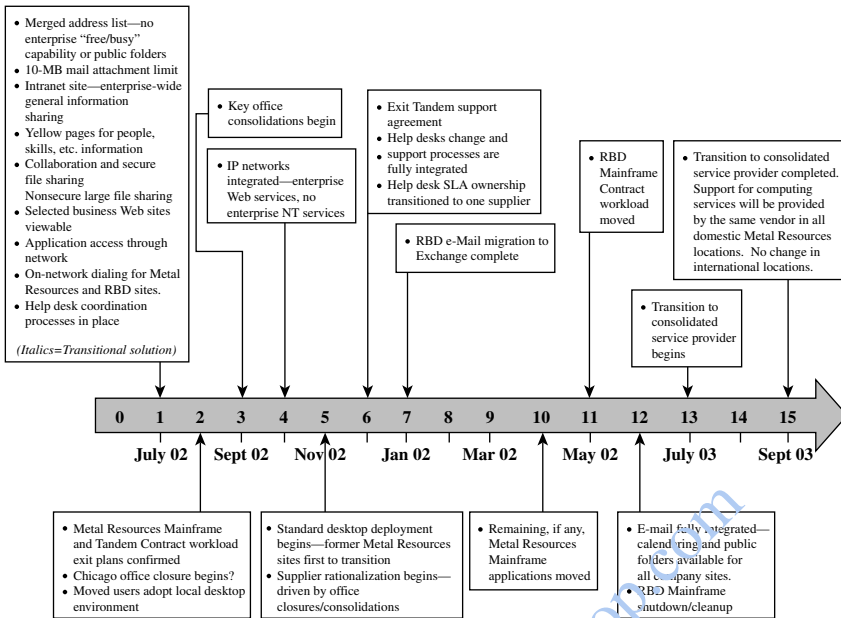 • Merged address list—no
enterprise “free/busy”
capability or public folders
• 10-MB mail attachment limit
• Intranet site—enterprise-wide
general information
sharing
• Yellow pages for people,
skills, etc. information
• Collaboration and secure
file sharing
Nonsecure large file sharing
• Selected business Web sites
viewable
• Application access through
network
• On-network dialing for Metal
Resources and RBD sites.
• Help desk coordination
processes in place
(Italics=Transitional solution)
• Key office
consolidations begin
• IP networks
integrated—enterprise
Web services, no
enterprise NT services
• Exit Tandem support
agreement
• Help desks change and
• support processes are
fully integrated
• Help desk SLA ownership
transitioned to one supplier
• RBD e-Mail migration to
Exchange complete
• RBD
Mainframe
Contract
workload
moved
• Transition to
consolidated
service provider
begins
• Transition to consolidated
service provider completed.
Support for computing
services will be provided
by the same vendor in all
domestic Metal Resources
locations. No change in
international locations.
0 1 2 3 4 5 6 7 8 9 10 11 12 13 14 15
July 02 Sept 02 Nov 02 Jan 02 Mar 02 May 02 July 03 Sept 03
• Metal Resources Mainframe
and Tandem Contract workload
exit plans confirmed
• Chicago office closure begins?
• Moved users adopt local desktop
environment
• Standard desktop deployment
begins—former Metal Resources
sites first to transition
• Supplier rationalization begins—
driven by office
closures/consolidations
• Remaining, if any,
Metal Resources
Mainframe
applications moved
• E-mail fully integrated—
calendering and public
folders available for
all company sites.
• RBD Mainframe
shutdown/cleanup
op.com